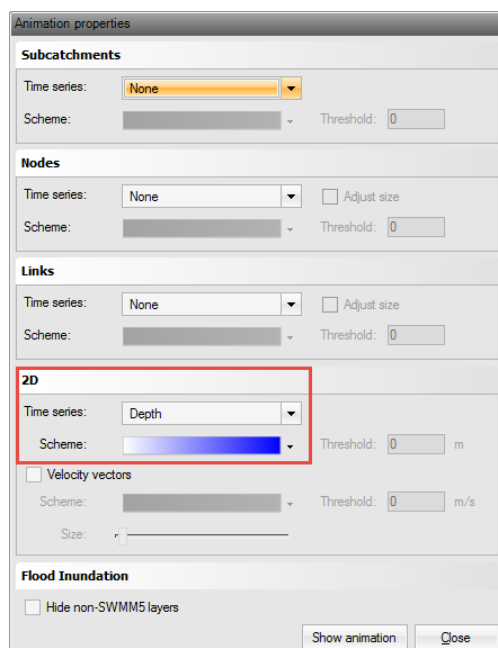 Animation properties
Subcatchments
Time series: None
Scheme: Threshold: 0
Nodes
Time series: None Adjust size
Scheme: Threshold: 0
Links
Time series: None Adjust size
Scheme: Threshold: 0
2D
Time series: Depth
Scheme: Threshold: 0 m
Velocity vectors
Scheme: Threshold: 0 m/s
Size:
Flood Inundation
Hide non-SWMM5 layers
Show animation Close